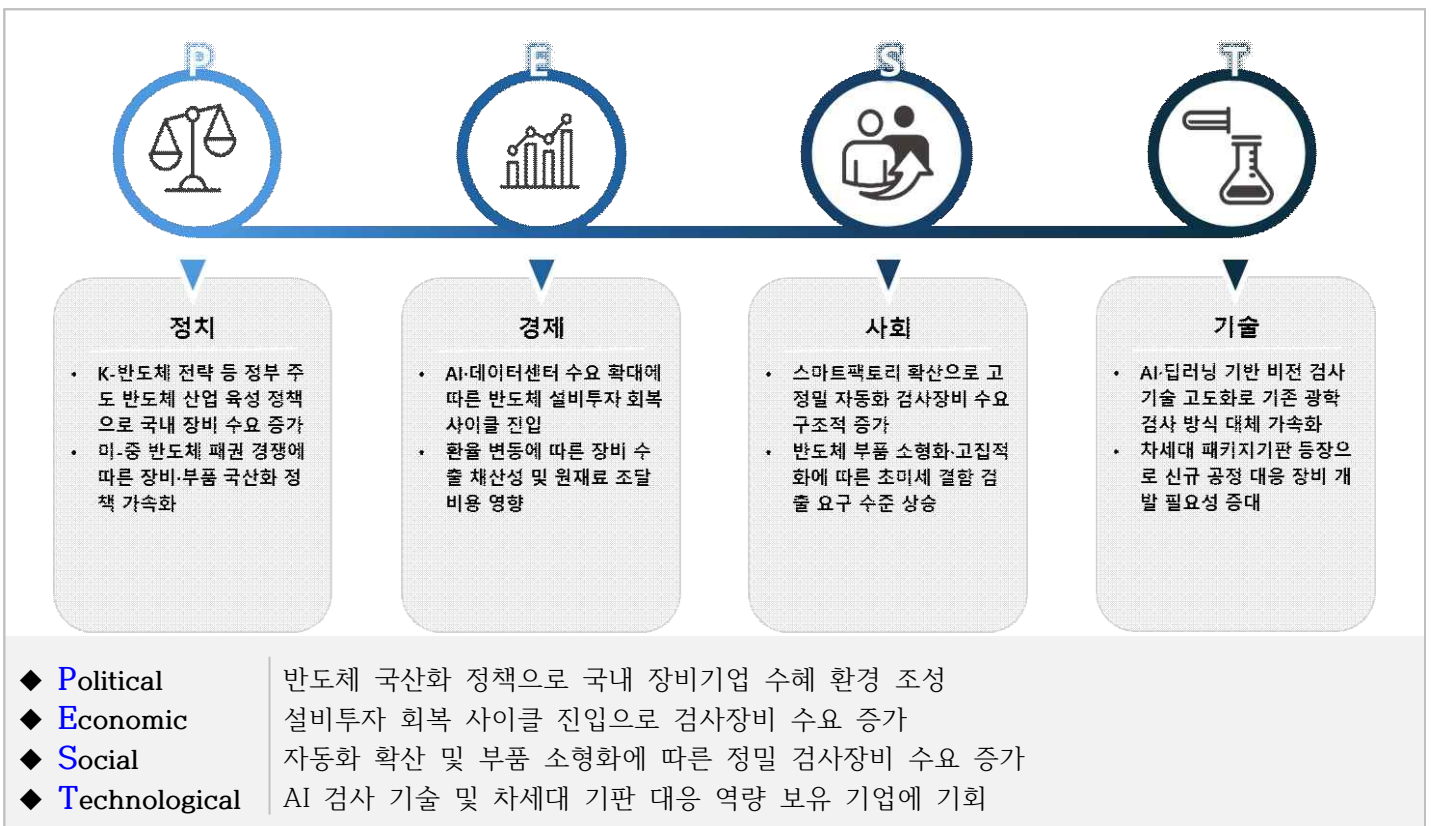 P
E
S
T
정치
• K-반도체 전략 등 정부 주
도 반도체 산업 육성 정책
으로 국내 장비 수요 증가
• 미-중 반도체 패권 경쟁에
따른 장비·부품 국산화 정
책 가속화
경제
• AI·데이터센터 수요 확대에
따른 반도체 설비투자 회복
사이클 진입
• 환율 변동에 따른 장비 수
출 채산성 및 원재료 조달
비용 영향
사회
• 스마트팩토리 확산으로 고
정밀 자동화 검사장비 수요
구조적 증가
• 반도체 부품 소형화·고집적
화에 따른 초미세 결함 검
출 요구 수준 상승
기술
• AI·딥러닝 기반 비전 검사
기술 고도화로 기존 광학
검사 방식 대체 가속화
• 차세대 패키지기판 등장으
로 신규 공정 대응 장비 개
발 필요성 증대
◆ Political 반도체 국산화 정책으로 국내 장비기업 수혜 환경 조성
◆ Economic 설비투자 회복 사이클 진입으로 검사장비 수요 증가
◆ Social 자동화 확산 및 부품 소형화에 따른 정밀 검사장비 수요 증가
◆ Technological AI 검사 기술 및 차세대 기판 대응 역량 보유 기업에 기회